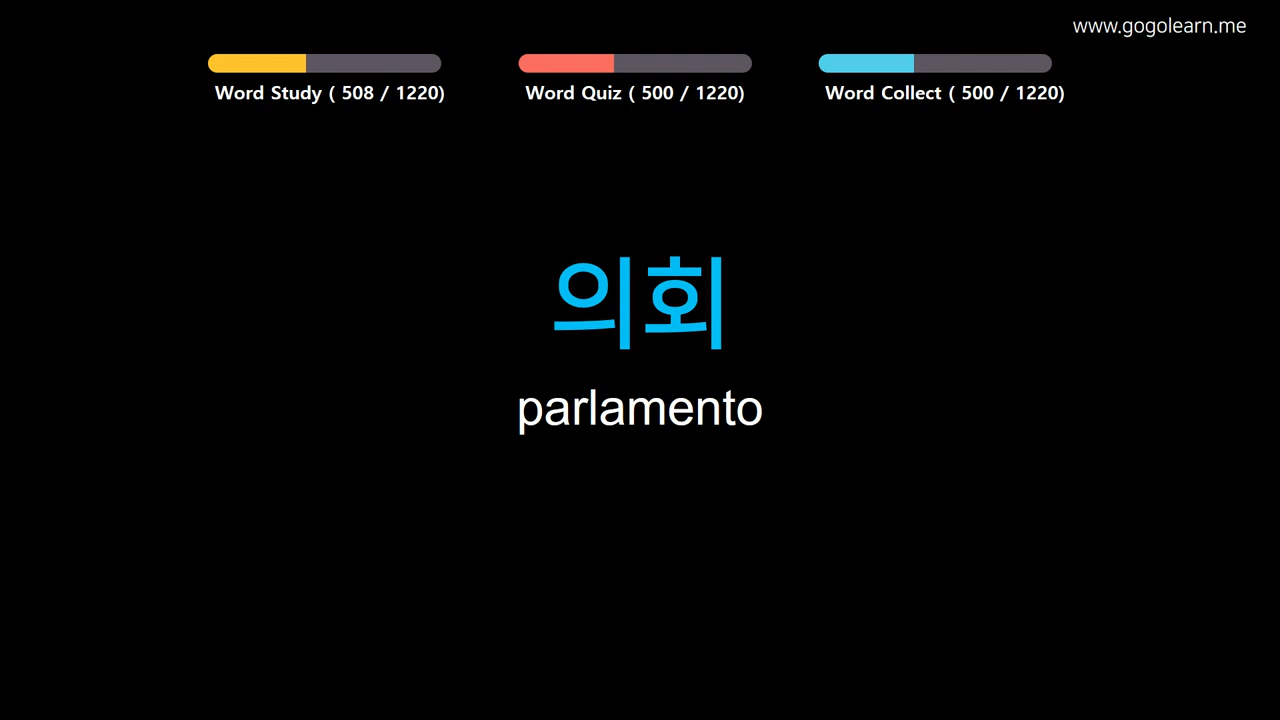 www.gogolearn.me
Word Study ( 508 / 1220)
Word Quiz ( 500 / 1220)
Word Collect ( 500 / 1220)
의회
parlamento